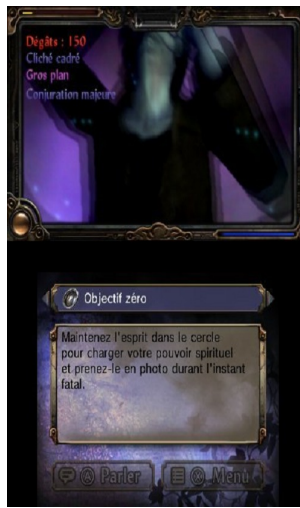 Dégâts : 150
Cliché cadré
Gros plan
Conjuration majeure
Objectif zéro
Maintenez l'esprit dans le cercle
pour charger votre pouvoir spirituel
et prenez-le en photo durant l'instant
fatal.
Parler
Menu